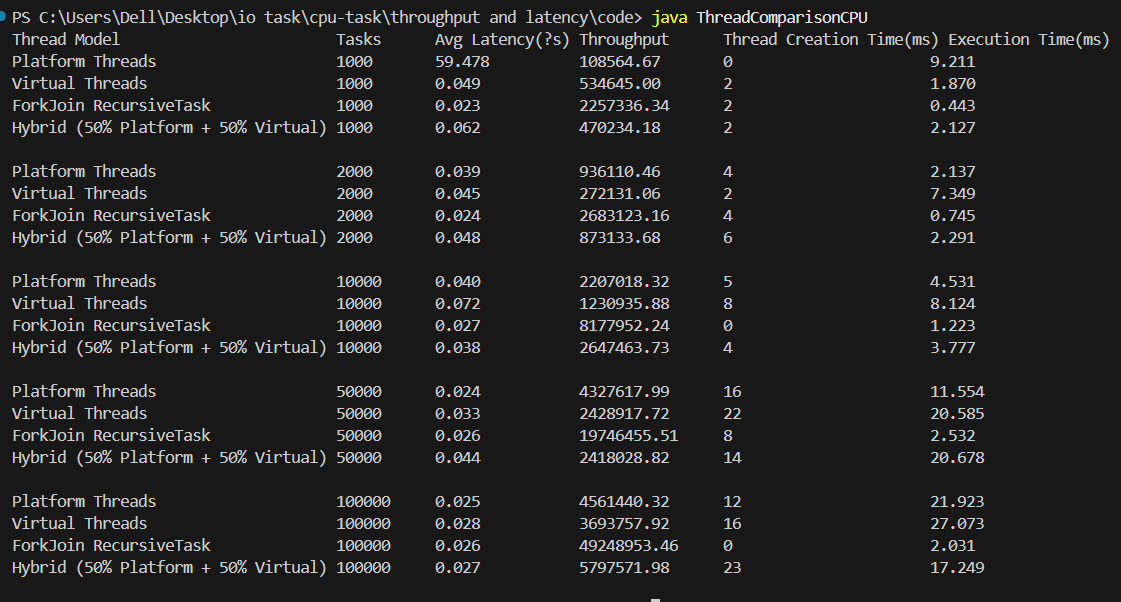 PS C:\Users\Dell\Desktop\io task\cpu-task\throughput and latency\code> java ThreadComparisonCPU
Thread Model Tasks Avg Latency(?s) Throughput Thread Creation Time(ms) Execution Time(ms)
Platform Threads 1000 59.478 108564.67 0 9.211
Virtual Threads 1000 0.049 534645.00 2 1.870
ForkJoin RecursiveTask 1000 0.023 2257336.34 2 0.443
Hybrid (50% Platform + 50% Virtual) 1000 0.062 470234.18 2 2.127
Platform Threads 2000 0.039 936110.46 4 2.137
Virtual Threads 2000 0.045 272131.06 2 7.349
ForkJoin RecursiveTask 2000 0.024 2683123.16 4 0.745
Hybrid (50% Platform + 50% Virtual) 2000 0.048 873133.68 6 2.291
Platform Threads 10000 0.040 2207018.32 5 4.531
Virtual Threads 10000 0.072 1230935.88 8 8.124
ForkJoin RecursiveTask 10000 0.027 8177952.24 0 1.223
Hybrid (50% Platform + 50% Virtual) 10000 0.038 2647463.73 4 3.777
Platform Threads 50000 0.024 4327617.99 16 11.554
Virtual Threads 50000 0.033 2428917.72 22 20.585
ForkJoin RecursiveTask 50000 0.026 19746455.51 8 2.532
Hybrid (50% Platform + 50% Virtual) 50000 0.044 2418028.82 14 20.678
Platform Threads 100000 0.025 4561440.32 12 21.923
Virtual Threads 100000 0.028 3693757.92 16 27.073
ForkJoin RecursiveTask 100000 0.026 49248953.46 0 2.031
Hybrid (50% Platform + 50% Virtual) 100000 0.027 5797571.98 23 17.249